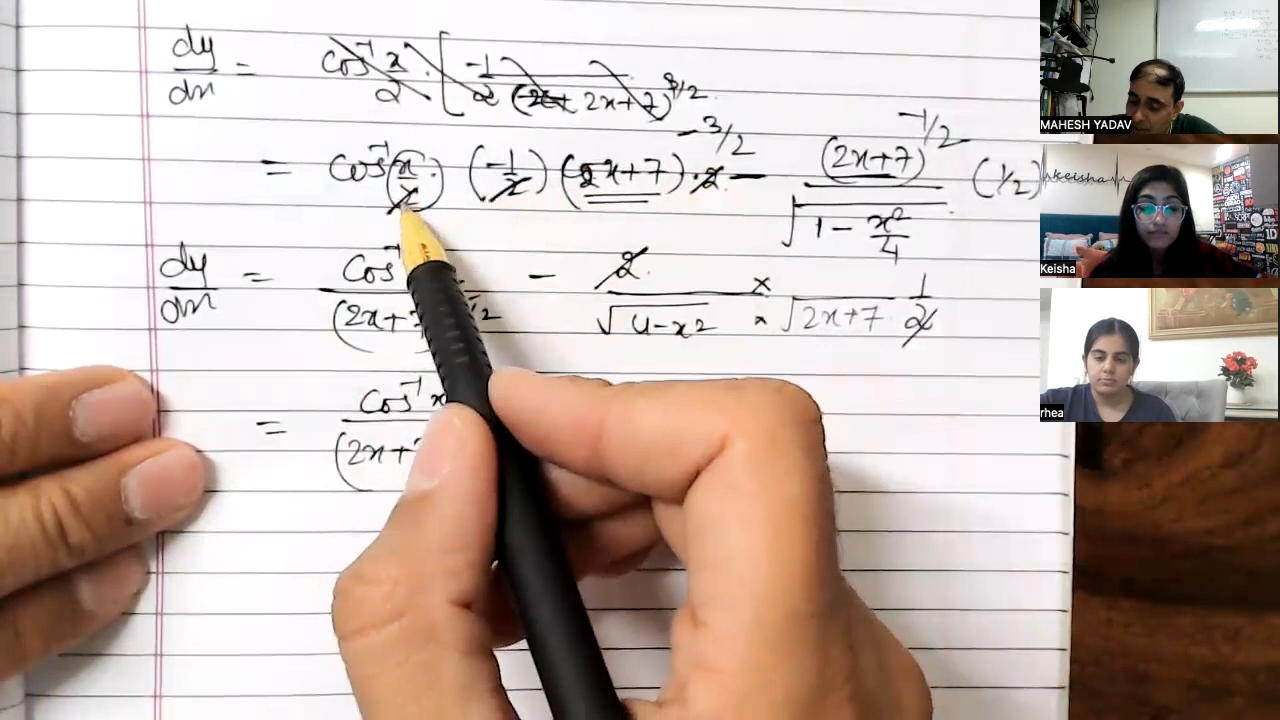 dy/dx = cos⁻¹ x/2 · [ -1 / 2 (2x+7)^3/2
= cos⁻¹(x/2) · (-1/2) (2x+7)^-3/2 · 2 - (2x+7)^-1/2 / √(1 - x²/4) (1/2)
dy/dx = cos⁻¹ / (2x+ - 2 / √(4-x²) × × √(2x+7) 1 / 2
= cos⁻¹ x / (2x+
MAHESH YADAV
keisha
Keisha
rhea